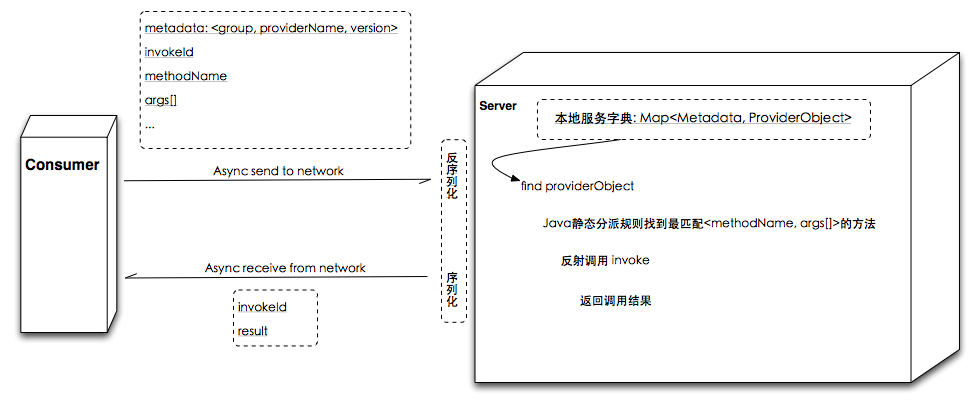 metadata: <group, providerName, version>
invokeId
methodName
args[]
...
Consumer
Async send to network
Async receive from network
invokeId
result
反序列化
序列化
Server
本地服务字典: Map<Metadata, ProviderObject>
find providerObject
Java静态分派规则找到最匹配<methodName, args[]>的方法
反射调用 invoke
返回调用结果